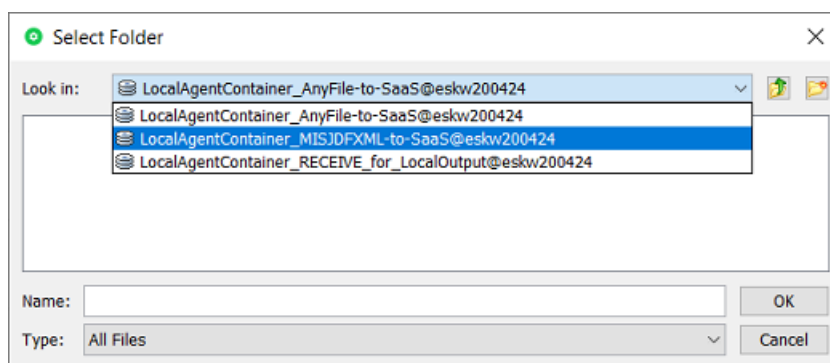 Select Folder
Look in: LocalAgentContainer_AnyFile-to-SaaS@eskw200424
LocalAgentContainer_AnyFile-to-SaaS@eskw200424
LocalAgentContainer_MISJDFXML-to-SaaS@eskw200424
LocalAgentContainer_RECEIVE_for_LocalOutput@eskw200424
Name: OK
Type: All Files Cancel